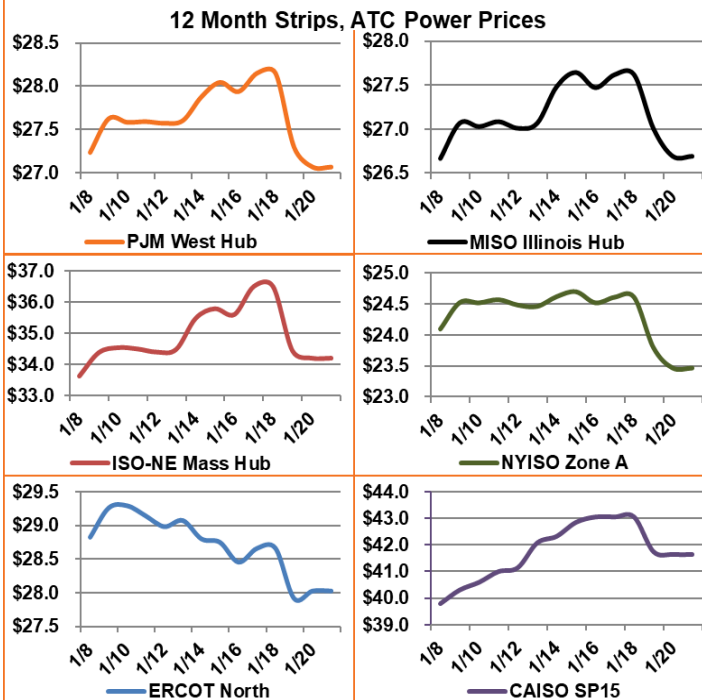 12 Month Strips, ATC Power Prices
$28.5
$28.0
$27.5
$27.0
1/8 1/10 1/12 1/14 1/16 1/18 1/20
PJM West Hub
$28.0
$27.5
$27.0
$26.5
1/8 1/10 1/12 1/14 1/16 1/18 1/20
MISO Illinois Hub
$37.0
$36.0
$35.0
$34.0
$33.0
1/8 1/10 1/12 1/14 1/16 1/18 1/20
ISO-NE Mass Hub
$25.0
$24.5
$24.0
$23.5
$23.0
1/8 1/10 1/12 1/14 1/16 1/18 1/20
NYISO Zone A
$29.5
$29.0
$28.5
$28.0
$27.5
1/8 1/10 1/12 1/14 1/16 1/18 1/20
ERCOT North
$44.0
$43.0
$42.0
$41.0
$40.0
$39.0
1/8 1/10 1/12 1/14 1/16 1/18 1/20
CAISO SP15